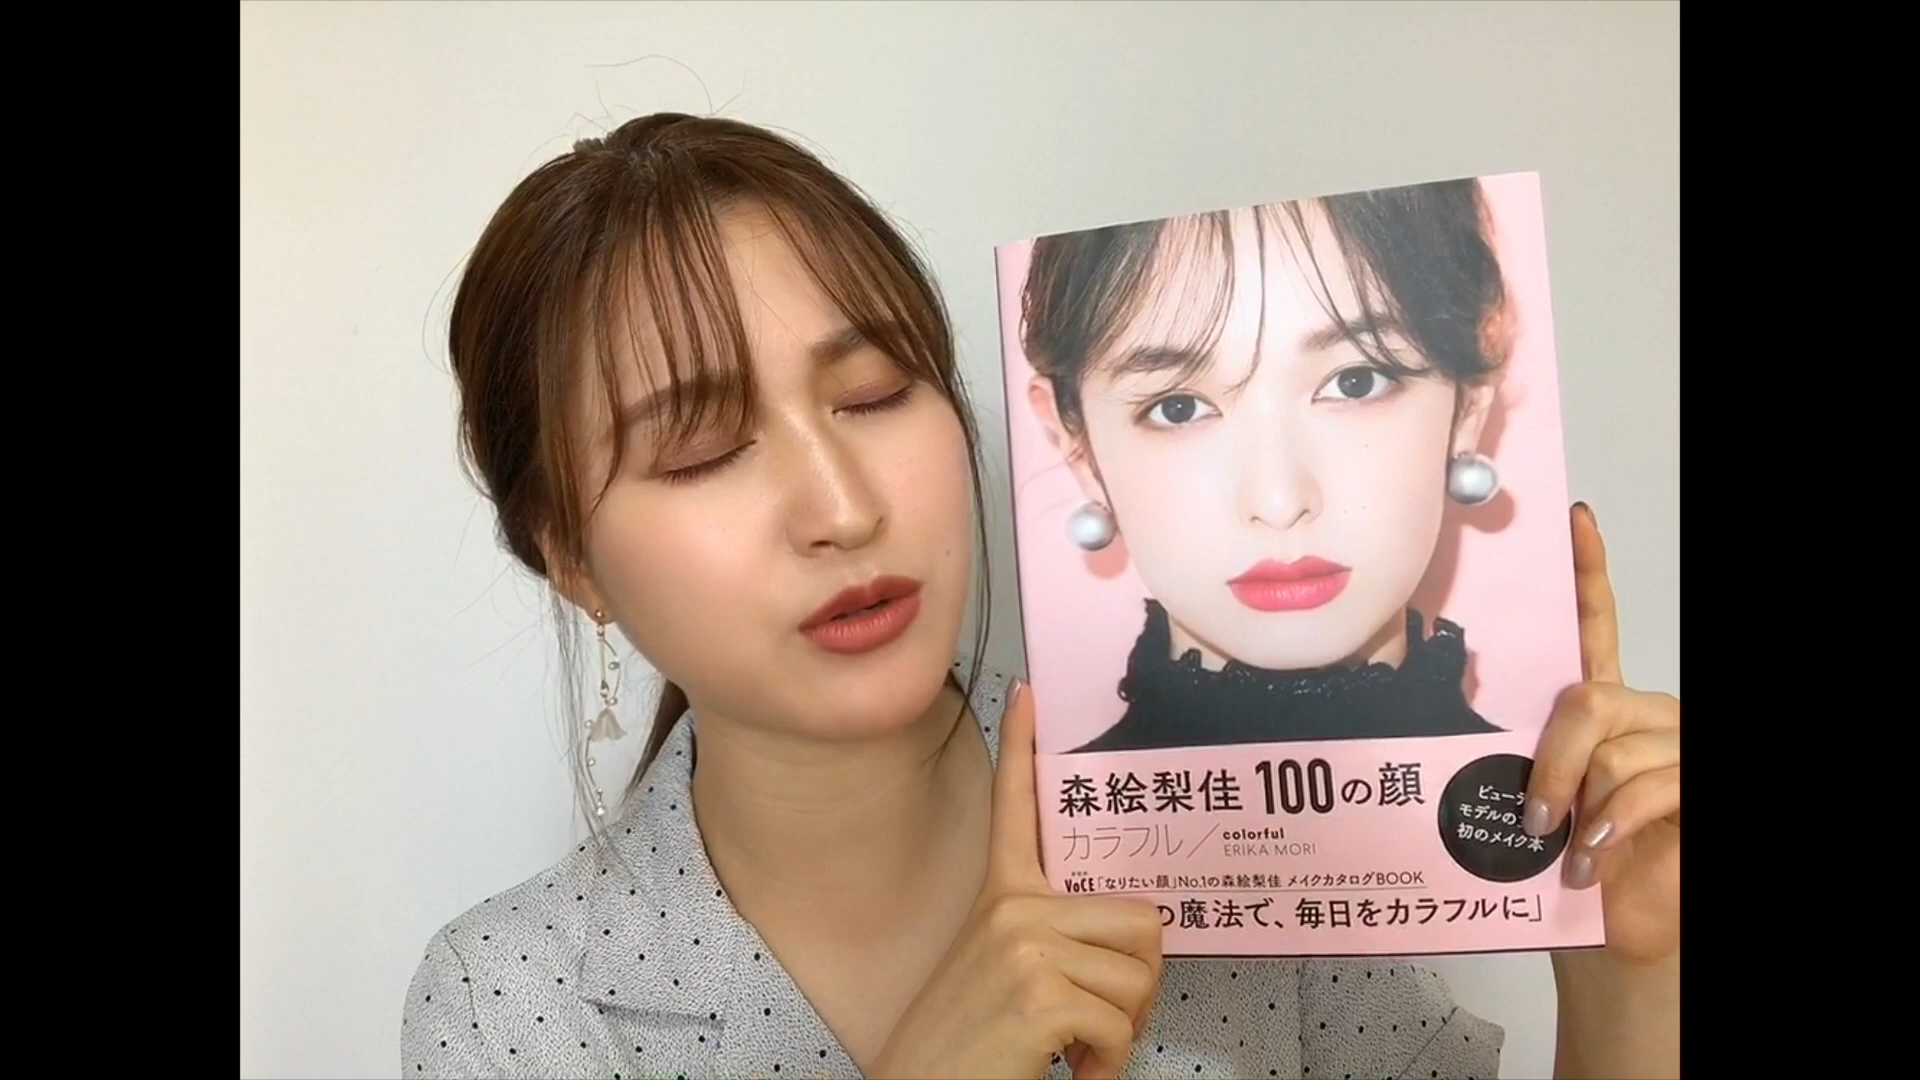 森絵梨佳 100の顔
カラフル／colorful
ERIKA MORI
ビューテ
モデルの
初のメイク本
VoCE「なりたい顔」No.1の森絵梨佳 メイクカタログBOOK
の魔法で、毎日をカラフルに」